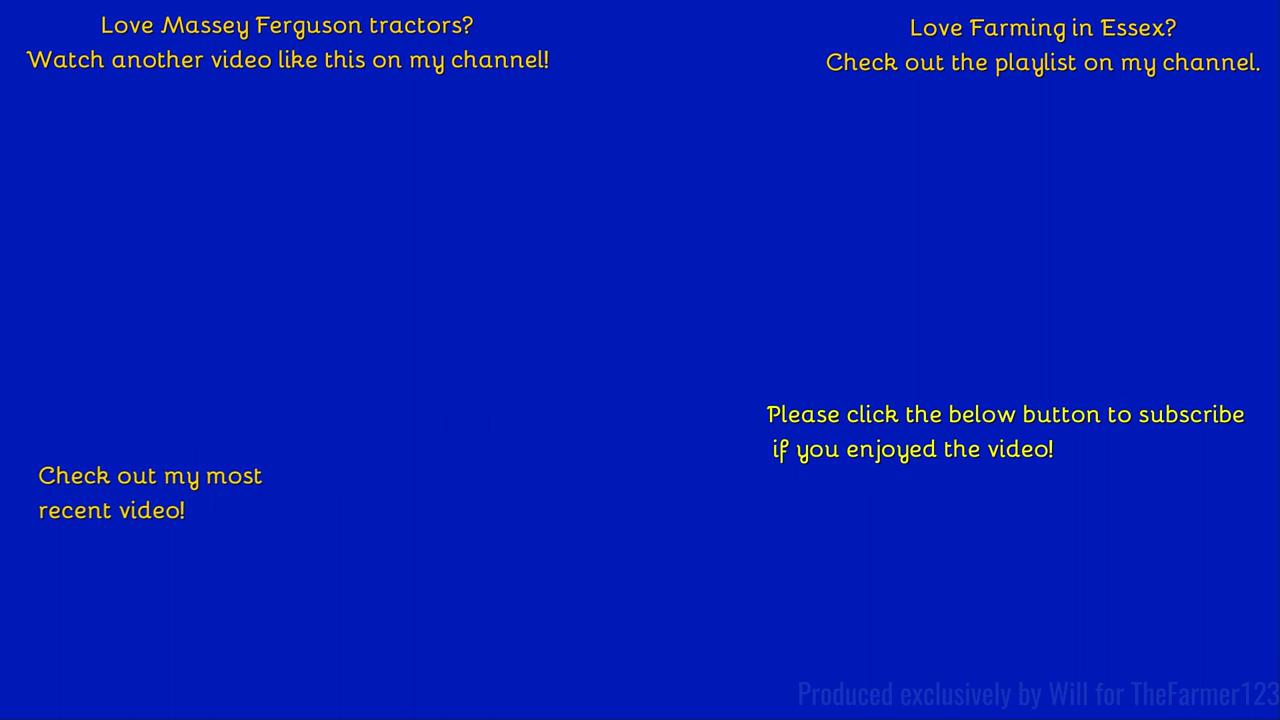 Love Massey Ferguson tractors?
Watch another video like this on my channel!
Love Farming in Essex?
Check out the playlist on my channel.
Please click the below button to subscribe
if you enjoyed the video!
Check out my most
recent video!
Produced exclusively by Will for TheFarmer123